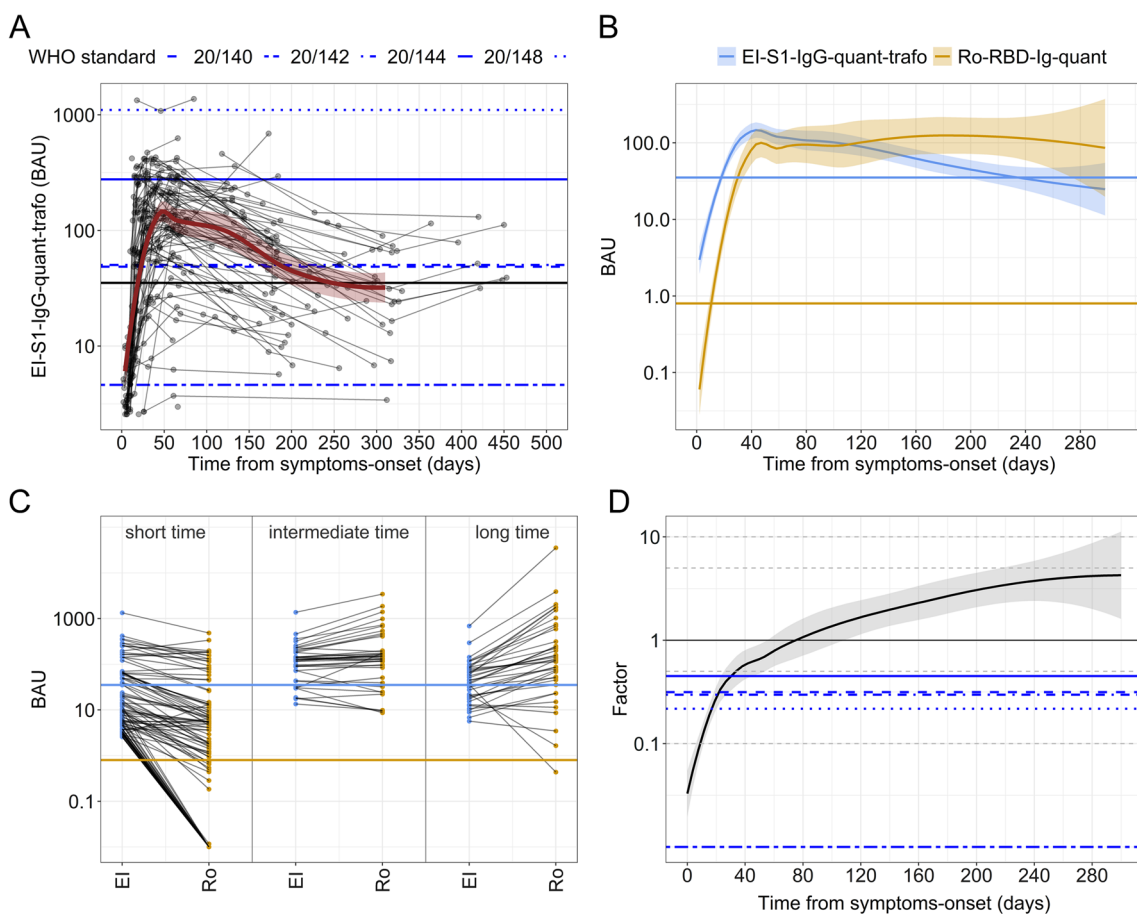 A
WHO standard 20/140 20/142 20/144 20/148
EI-S1-IgG-quant-trafo (BAU)
1000
100
10
0 50 100 150 200 250 300 350 400 450 500
Time from symptoms-onset (days)
B
EI-S1-IgG-quant-trafo Ro-RBD-Ig-quant
BAU
100.0
10.0
1.0
0.1
0 40 80 120 160 200 240 280
Time from symptoms-onset (days)
C
short time intermediate time long time
BAU
1000
10
0.1
EI Ro EI Ro EI Ro
D
Factor
10
1
0.1
0 40 80 120 160 200 240 280
Time from symptoms-onset (days)